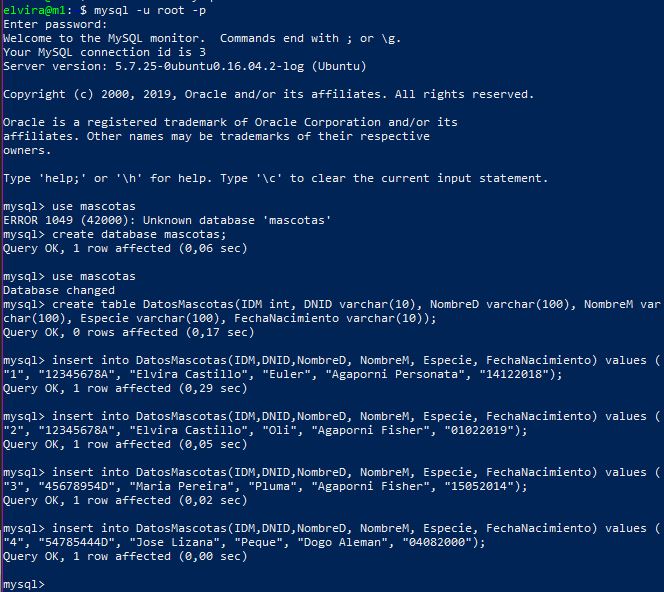 elvira@m1: $ mysql -u root -p
Enter password:
Welcome to the MySQL monitor.  Commands end with ; or \g.
Your MySQL connection id is 3
Server version: 5.7.25-0ubuntu0.16.04.2-log (Ubuntu)
Copyright (c) 2000, 2019, Oracle and/or its affiliates. All rights reserved.
Oracle is a registered trademark of Oracle Corporation and/or its
affiliates. Other names may be trademarks of their respective
owners.
Type 'help;' or '\h' for help. Type '\c' to clear the current input statement.
mysql> use mascotas
ERROR 1049 (42000): Unknown database 'mascotas'
mysql> create database mascotas;
Query OK, 1 row affected (0,06 sec)
mysql> use mascotas
Database changed
mysql> create table DatosMascotas(IDM int, DNID varchar(10), NombreD varchar(100), NombreM var
char(100), Especie varchar(100), FechaNacimiento varchar(10));
Query OK, 0 rows affected (0,17 sec)
mysql> insert into DatosMascotas(IDM,DNID,NombreD, NombreM, Especie, FechaNacimiento) values (
"1", "12345678A", "Elvira Castillo", "Euler", "Agaporni Personata", "14122018");
Query OK, 1 row affected (0,29 sec)
mysql> insert into DatosMascotas(IDM,DNID,NombreD, NombreM, Especie, FechaNacimiento) values (
"2", "12345678A", "Elvira Castillo", "Oli", "Agaporni Fisher", "01022019");
Query OK, 1 row affected (0,05 sec)
mysql> insert into DatosMascotas(IDM,DNID,NombreD, NombreM, Especie, FechaNacimiento) values (
"3", "45678954D", "Maria Pereira", "Pluma", "Agaporni Fisher", "15052014");
Query OK, 1 row affected (0,02 sec)
mysql> insert into DatosMascotas(IDM,DNID,NombreD, NombreM, Especie, FechaNacimiento) values (
"4", "54785444D", "Jose Lizana", "Peque", "Dogo Aleman", "04082000");
Query OK, 1 row affected (0,00 sec)
mysql>